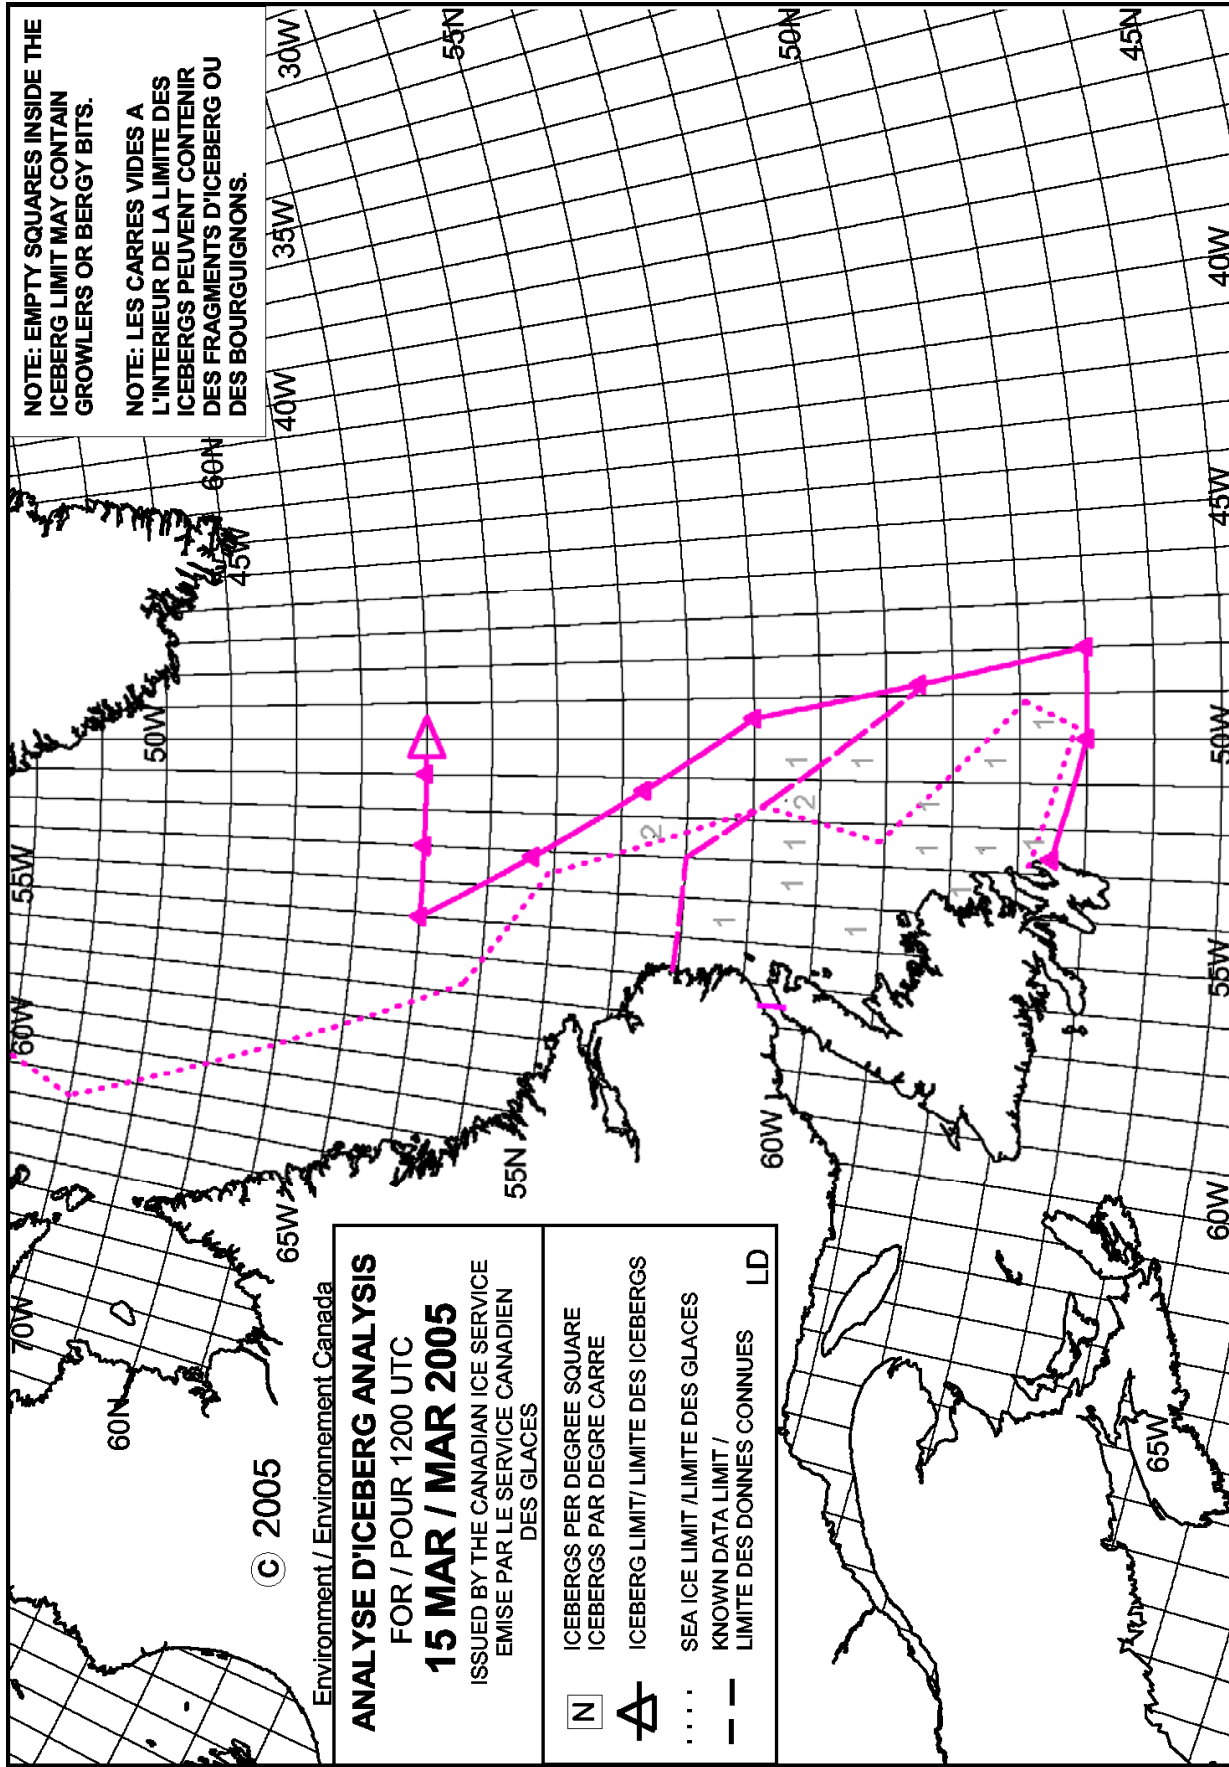 NOTE: EMPTY SQUARES INSIDE THE
ICEBERG LIMIT MAY CONTAIN
GROWLERS OR BERGY BITS.
NOTE: LES CARRES VIDES A
L'INTERIEUR DE LA LIMITE DES
ICEBERGS PEUVENT CONTENIR
DES FRAGMENTS D'ICEBERG OU
DES BOURGUIGNONS.
70W
60W
55W
50W
45W
60N
40W
35W
30W
55N
50N
45N
40W
45W
50W
55W
60W
65W
60N
65W
55N
60W
2
1
1
2
1
1
1
1
1
1
1
1
1
1
1
© 2005
Environment / Environnement Canada
ANALYSE D'ICEBERG ANALYSIS
FOR / POUR 1200 UTC
15 MAR / MAR 2005
ISSUED BY THE CANADIAN ICE SERVICE
EMISE PAR LE SERVICE CANADIEN
DES GLACES
N ICEBERGS PER DEGREE SQUARE
ICEBERGS PAR DEGRE CARRE
ICEBERG LIMIT/ LIMITE DES ICEBERGS
SEA ICE LIMIT /LIMITE DES GLACES
KNOWN DATA LIMIT /
LIMITE DES DONNES CONNUES
LD